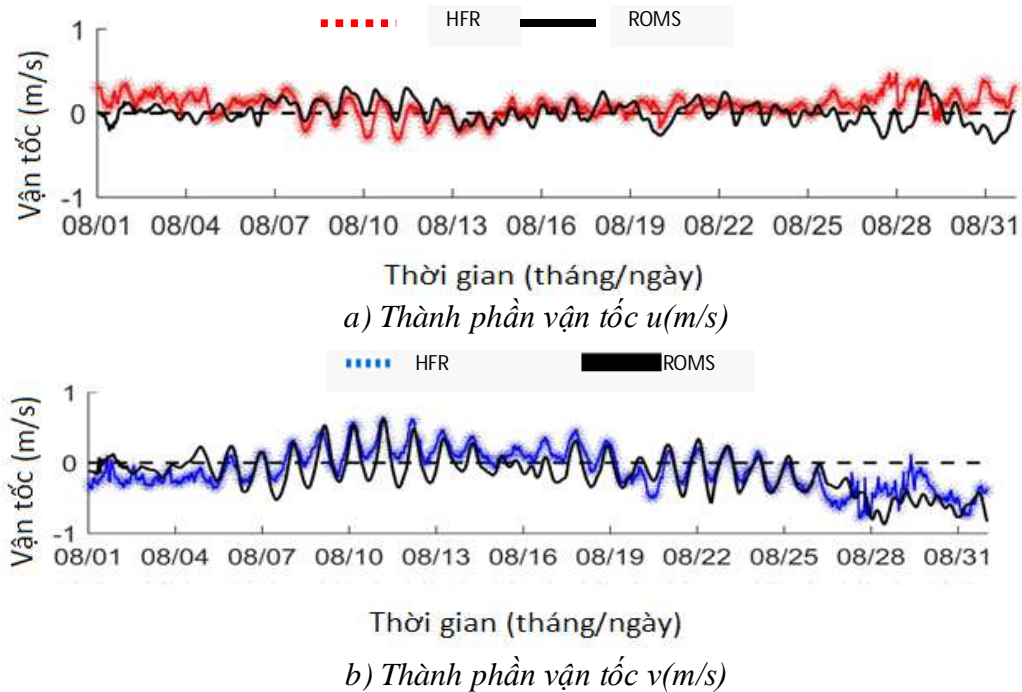 HFR ROMS
1
0
-1
Vận tốc (m/s)
08/01 08/04 08/07 08/10 08/13 08/16 08/19 08/22 08/25 08/28 08/31
Thời gian (tháng/ngày)
a) Thành phần vận tốc u(m/s)
HFR ROMS
1
0
-1
Vận tốc (m/s)
08/01 08/04 08/07 08/10 08/13 08/16 08/19 08/22 08/25 08/28 08/31
Thời gian (tháng/ngày)
b) Thành phần vận tốc v(m/s)